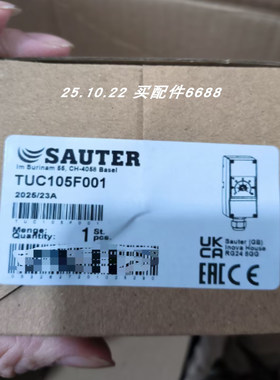 25.10.22 买配件6688
SAUTER
Im Surinam 55, CH-4058 Basel
TUC105F001
2025/23A
Menge:
Quantity:
1 St.
pcs.
UK
CA
Sauter (GB)
Inova House
RG24 8GG
CE
EAC